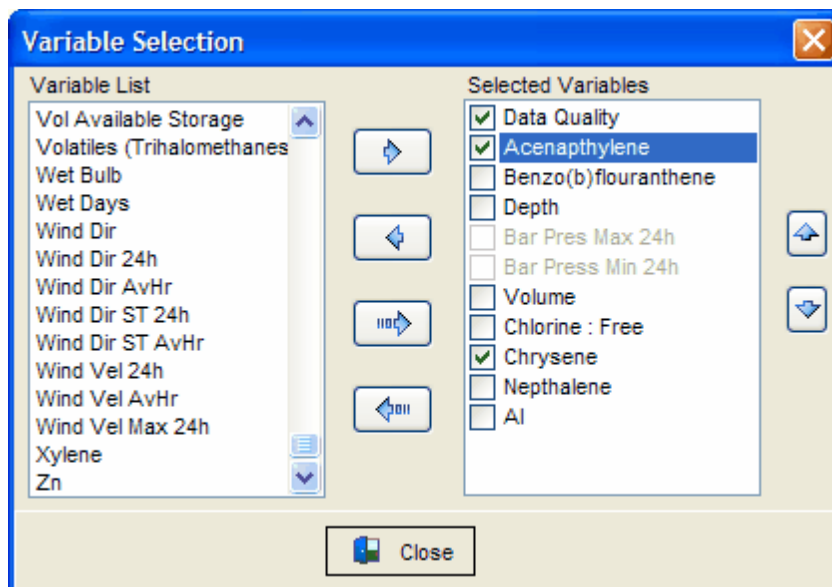 Variable Selection
Variable List
Vol Available Storage
Volatiles (Trihalomethanes
Wet Bulb
Wet Days
Wind Dir
Wind Dir 24h
Wind Dir AvHr
Wind Dir ST 24h
Wind Dir ST AvHr
Wind Vel 24h
Wind Vel AvHr
Wind Vel Max 24h
Xylene
Zn
Selected Variables
Data Quality
Acenapthylene
Benzo(b)flouranthene
Depth
Bar Pres Max 24h
Bar Press Min 24h
Volume
Chlorine : Free
Chrysene
Nepthalene
Al
Close